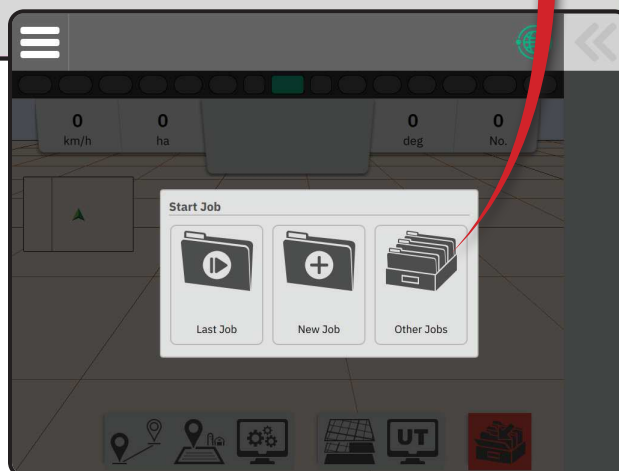 0 0 0 0
km/h ha deg No.
Start Job
Last Job New Job Other Jobs
UT